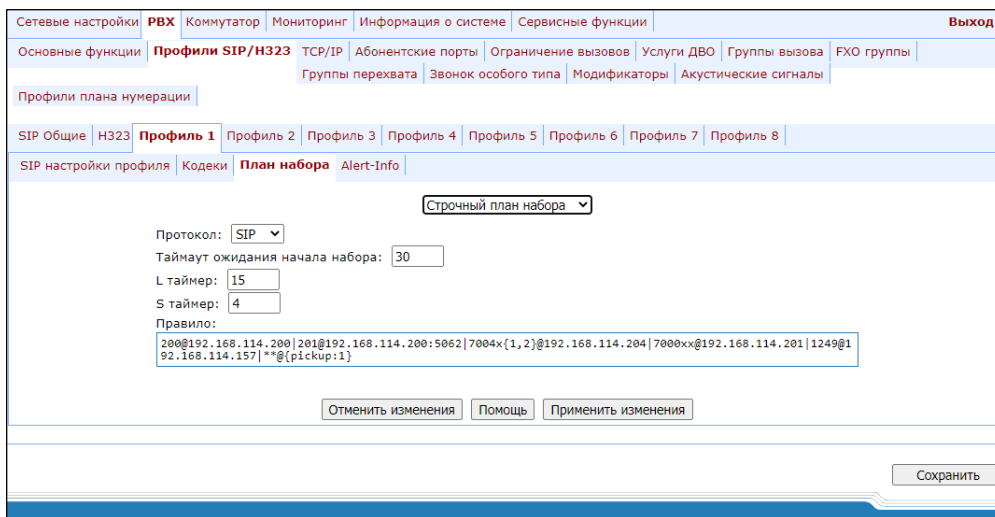 Сетевые настройки PBX Коммутатор Мониторинг Информация о системе Сервисные функции Выход
Основные функции Профили SIP/H323 TCP/IP Абонентские порты Ограничение вызовов Услуги ДВО Группы вызова FXO группы
Группы перехвата Звонок особого типа Модификаторы Акустические сигналы
Профили плана нумерации
SIP Общие H323 Профиль 1 Профиль 2 Профиль 3 Профиль 4 Профиль 5 Профиль 6 Профиль 7 Профиль 8
SIP настройки профиля Кодеки План набора Alert-Info
Строчный план набора
Протокол: SIP
Таймаут ожидания начала набора: 30
L таймер: 15
S таймер: 4
Правило:
200@192.168.114.200|201@192.168.114.200:5062|7004x{1,2}@192.168.114.204|7000xx@192.168.114.201|1249@1
92.168.114.157|**@{pickup:1}
Отменить изменения Помощь Применить изменения
Сохранить